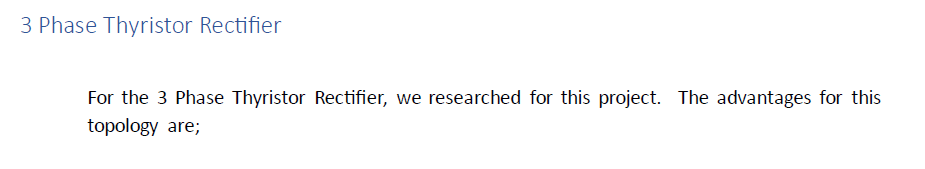 3 Phase Thyristor Rectifier
For the 3 Phase Thyristor Rectifier, we researched for this project. The advantages for this
topology are;